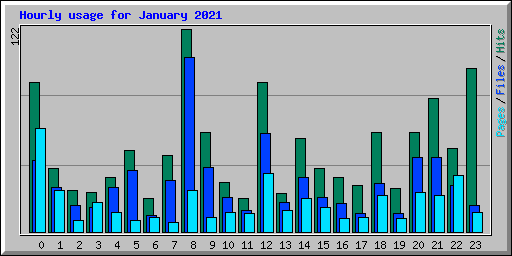 Hourly usage for January 2021
122
Pages / Files / Hits
0 1 2 3 4 5 6 7 8 9 10 11 12 13 14 15 16 17 18 19 20 21 22 23